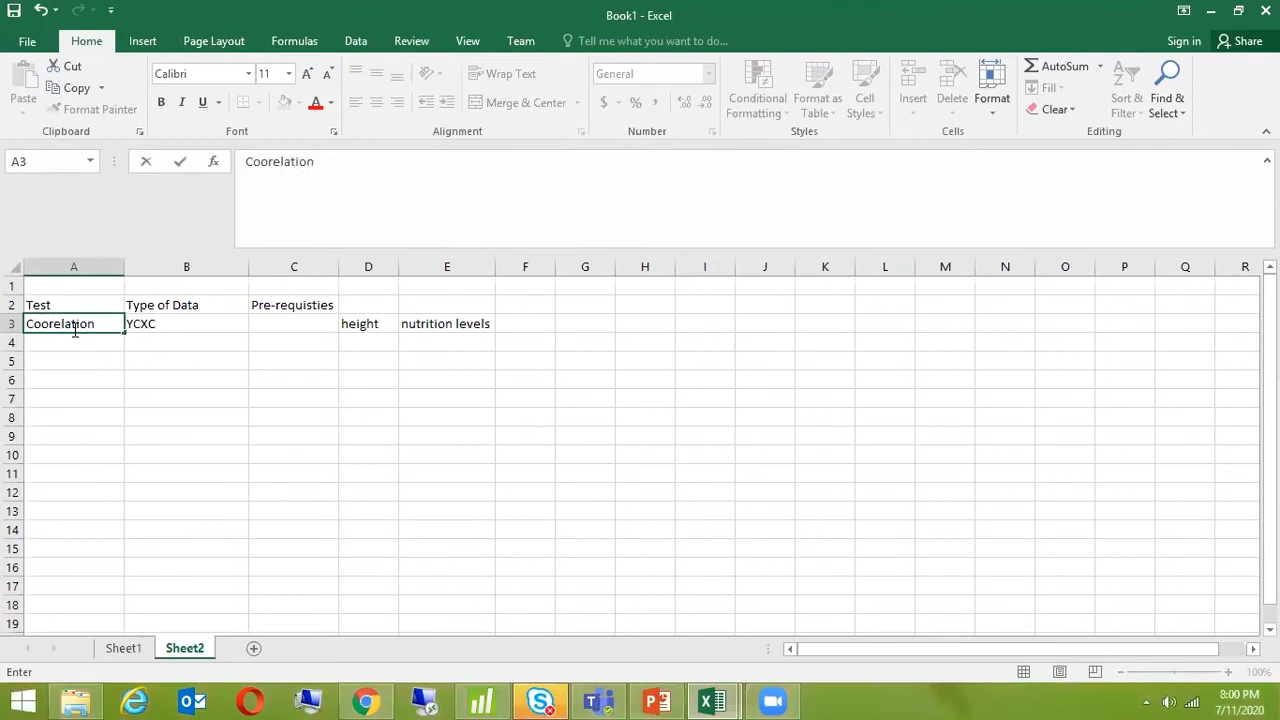 Book1 - Excel
File Home Insert Page Layout Formulas Data Review View Team Tell me what you want to do... Sign in Share
Paste Cut Copy Format Painter Clipboard
Calibri 11 A A B I U A Font
Wrap Text Merge & Center Alignment
General $ % , Number
Conditional Formatting Format as Table Cell Styles Styles
Insert Delete Format Cells
AutoSum Fill Clear Sort & Filter Find & Select Editing
A3 fx Coorelation
A B C D E F G H I J K L M N O P Q R
1
2 Test Type of Data Pre-requisties
3 Coorelation YCXC height nutrition levels
4
5
6
7
8
9
10
11
12
13
14
15
16
17
18
19
Sheet1 Sheet2
Enter 100%
8:00 PM
7/11/2020